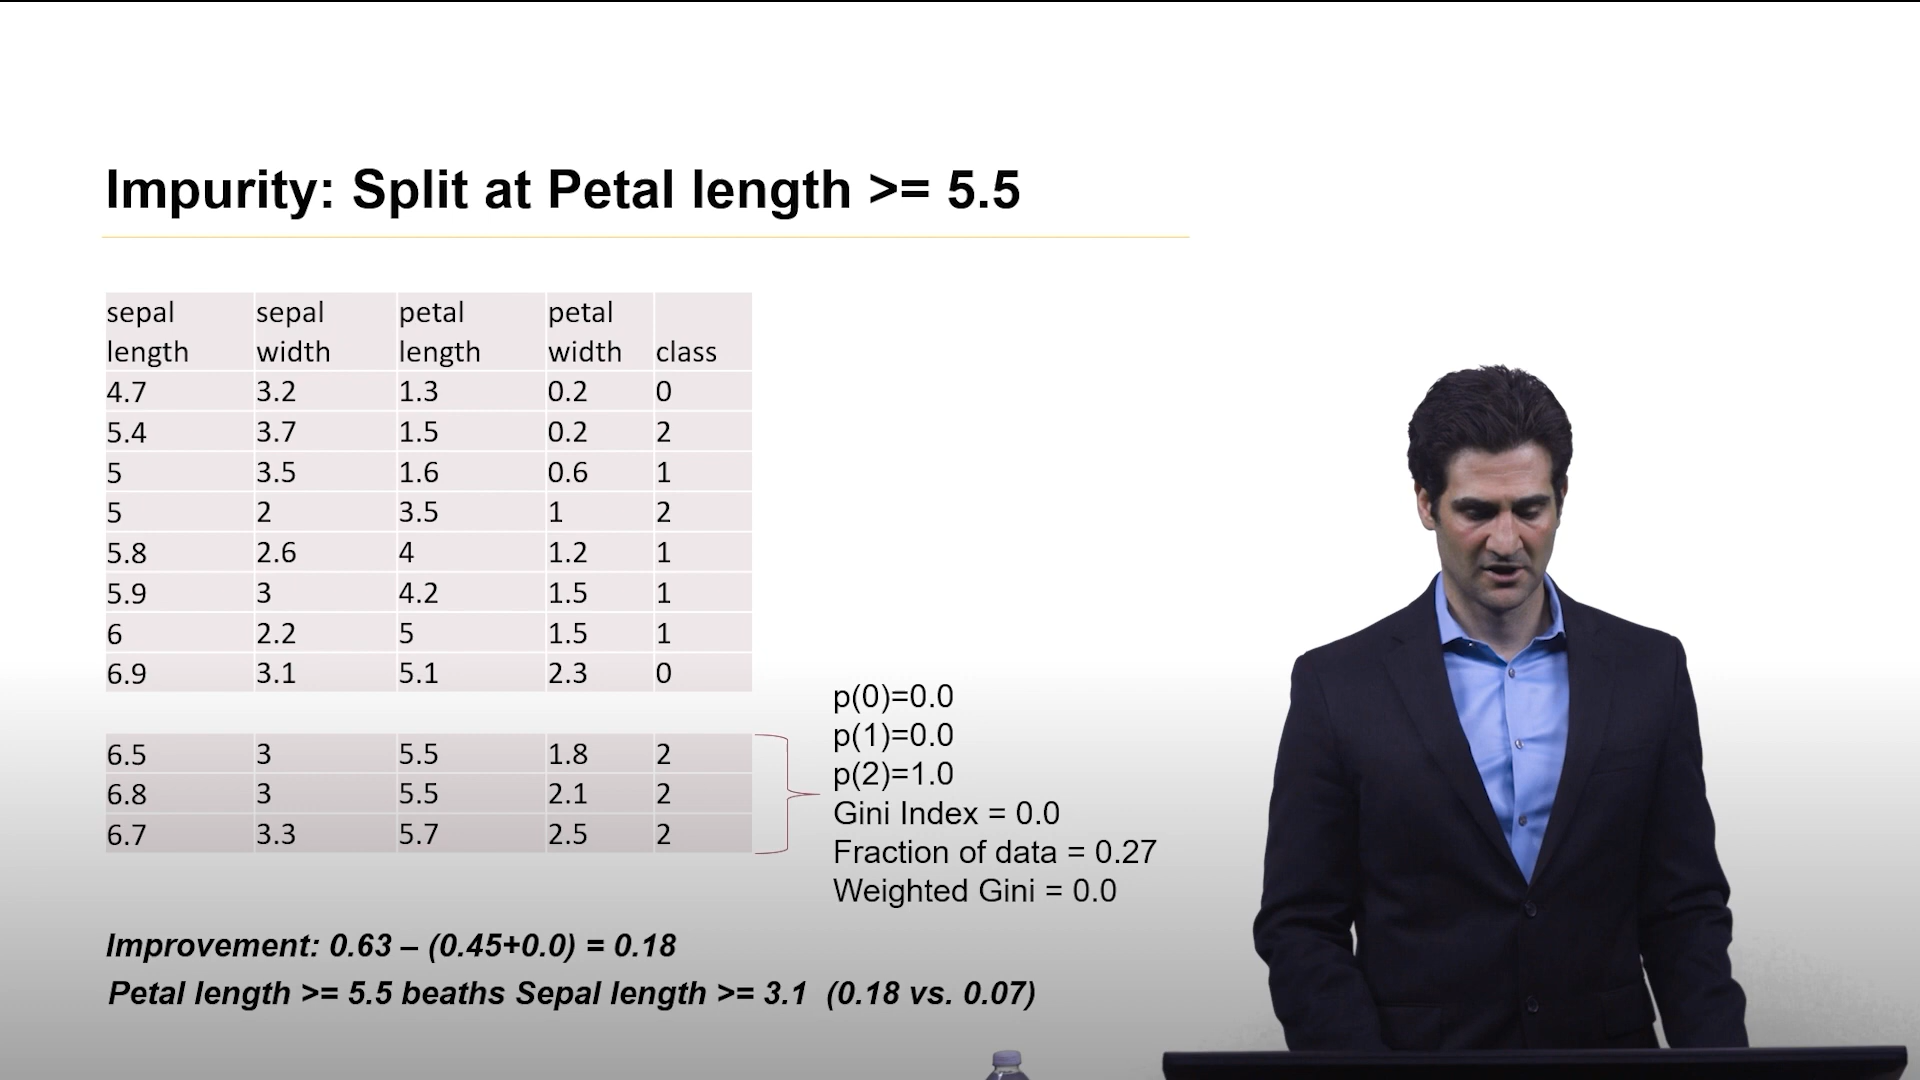 Impurity: Split at Petal length >= 5.5
sepal length sepal width petal length petal width class
4.7 3.2 1.3 0.2 0
5.4 3.7 1.5 0.2 2
5 3.5 1.6 0.6 1
5 2 3.5 1 2
5.8 2.6 4 1.2 1
5.9 3 4.2 1.5 1
6 2.2 5 1.5 1
6.9 3.1 5.1 2.3 0
6.5 3 5.5 1.8 2
6.8 3 5.5 2.1 2
6.7 3.3 5.7 2.5 2
p(0)=0.0
p(1)=0.0
p(2)=1.0
Gini Index = 0.0
Fraction of data = 0.27
Weighted Gini = 0.0
Improvement: 0.63 – (0.45+0.0) = 0.18
Petal length >= 5.5 beaths Sepal length >= 3.1 (0.18 vs. 0.07)